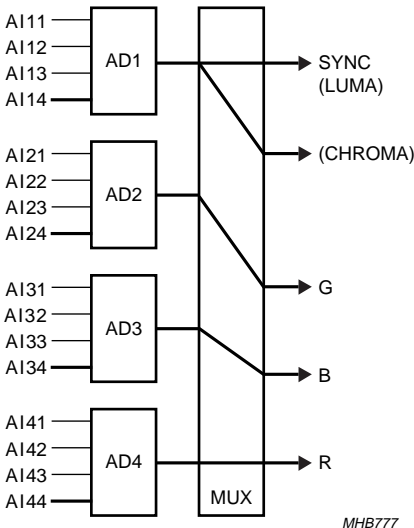 AI11
AI12
AI13
AI14
AD1
SYNC
(LUMA)
(CHROMA)
AI21
AI22
AI23
AI24
AD2
G
AI31
AI32
AI33
AI34
AD3
B
AI41
AI42
AI43
AI44
AD4
R
MUX
MHB777